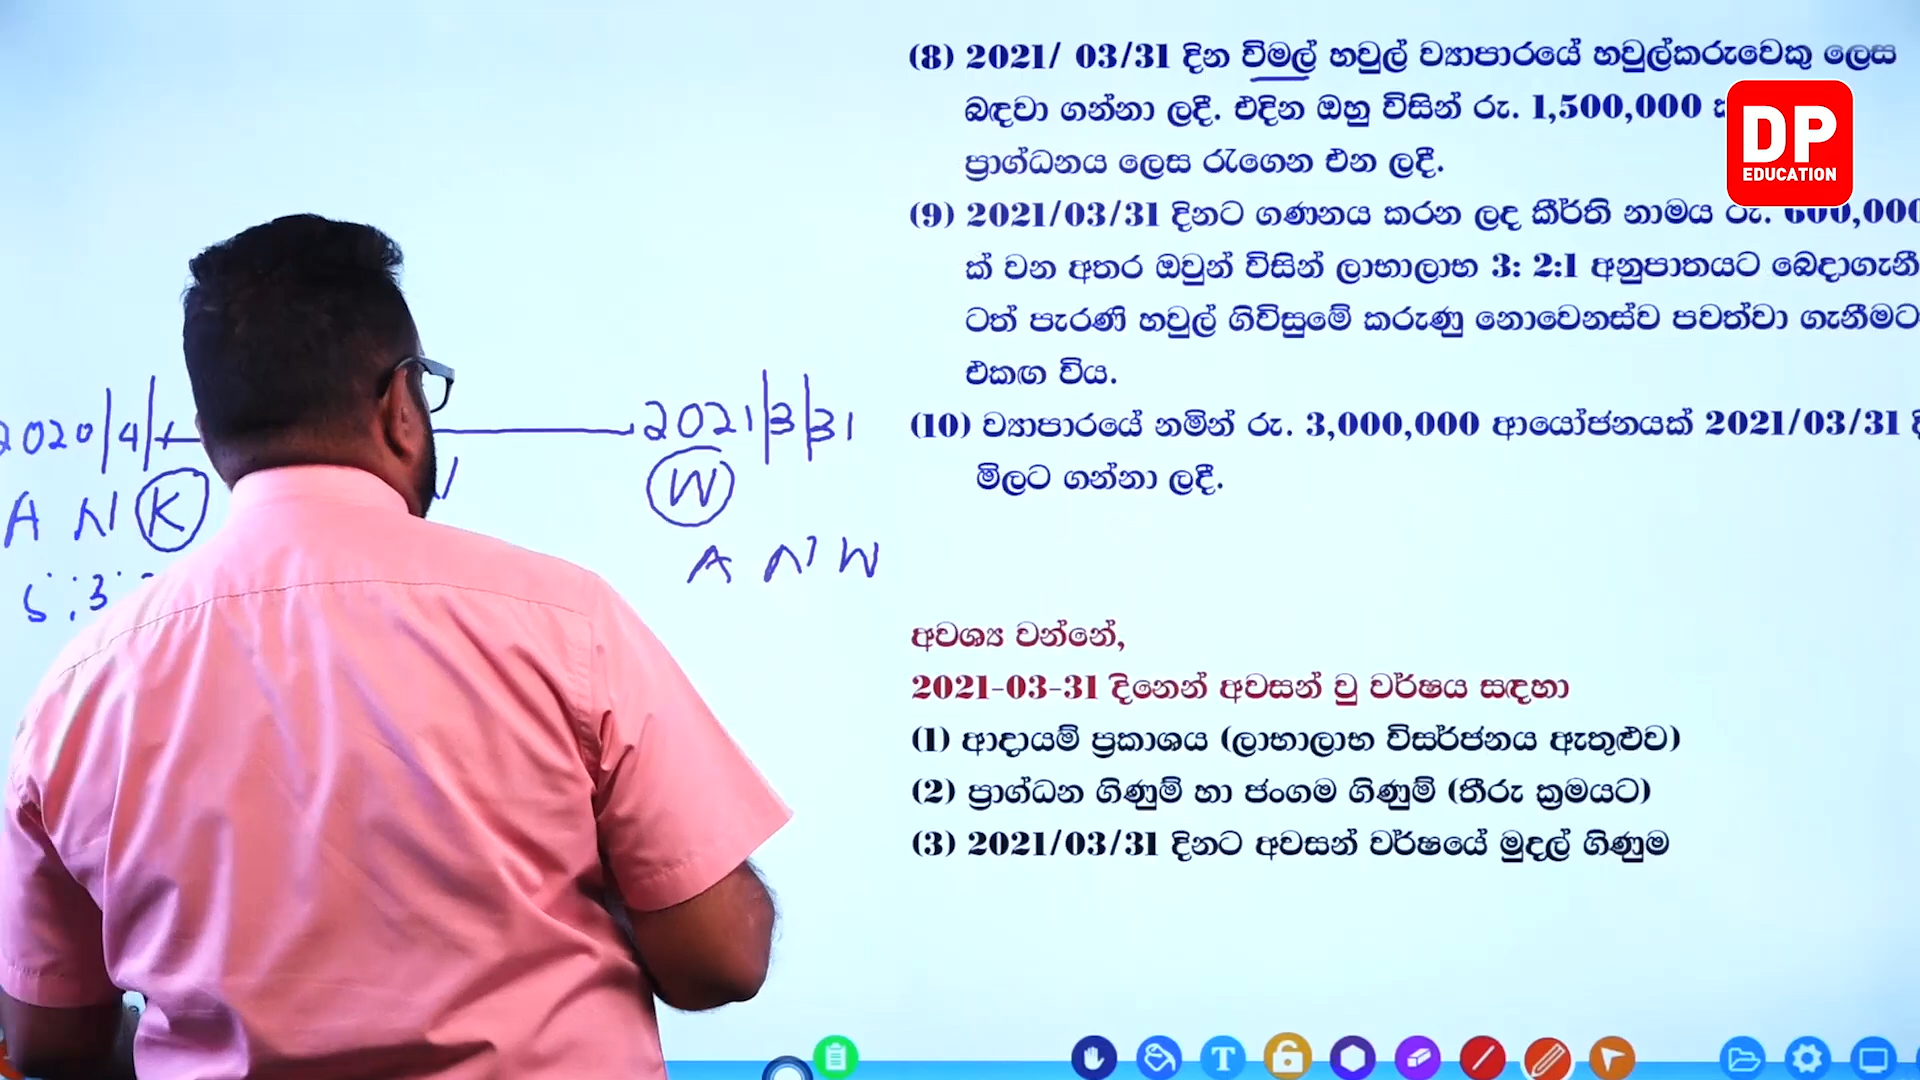 (8) 2021/ 03/31 දින විමල් හවුල් ව්‍යාපාරයේ හවුල්කරුවෙකු ලෙස
බඳවා ගන්නා ලදී. එදින ඔහු විසින් රු. 1,500,000
ප්‍රාග්ධනය ලෙස රැගෙන එන ලදී.
DP
EDUCATION
(9) 2021/03/31 දිනට ගණනය කරන ලද කීර්ති නාමය රු. 600,000
ක් වන අතර ඔවුන් විසින් ලාභාලාභ 3: 2:1 අනුපාතයට බෙදාගැනී
ටත් පැරණි හවුල් ගිවිසුමේ කරුණු නොවෙනස්ව පවත්වා ගැනීමට
එකඟ විය.
(10) ව්‍යාපාරයේ නමින් රු. 3,000,000 ආයෝජනයක් 2021/03/31
මිලට ගන්නා ලදී.
2020/4/1
2021/3/31
A N K
W
A N W
5:3:
අවශ්‍ය වන්නේ,
2021-03-31 දිනෙන් අවසන් වූ වර්ෂය සඳහා
(1) ආදායම් ප්‍රකාශය (ලාභාලාභ විසර්ජනය ඇතුළුව)
(2) ප්‍රාග්ධන ගිණුම් හා ජංගම ගිණුම් (තීරු ක්‍රමයට)
(3) 2021/03/31 දිනට අවසන් වර්ෂයේ මුදල් ගිණුම
T